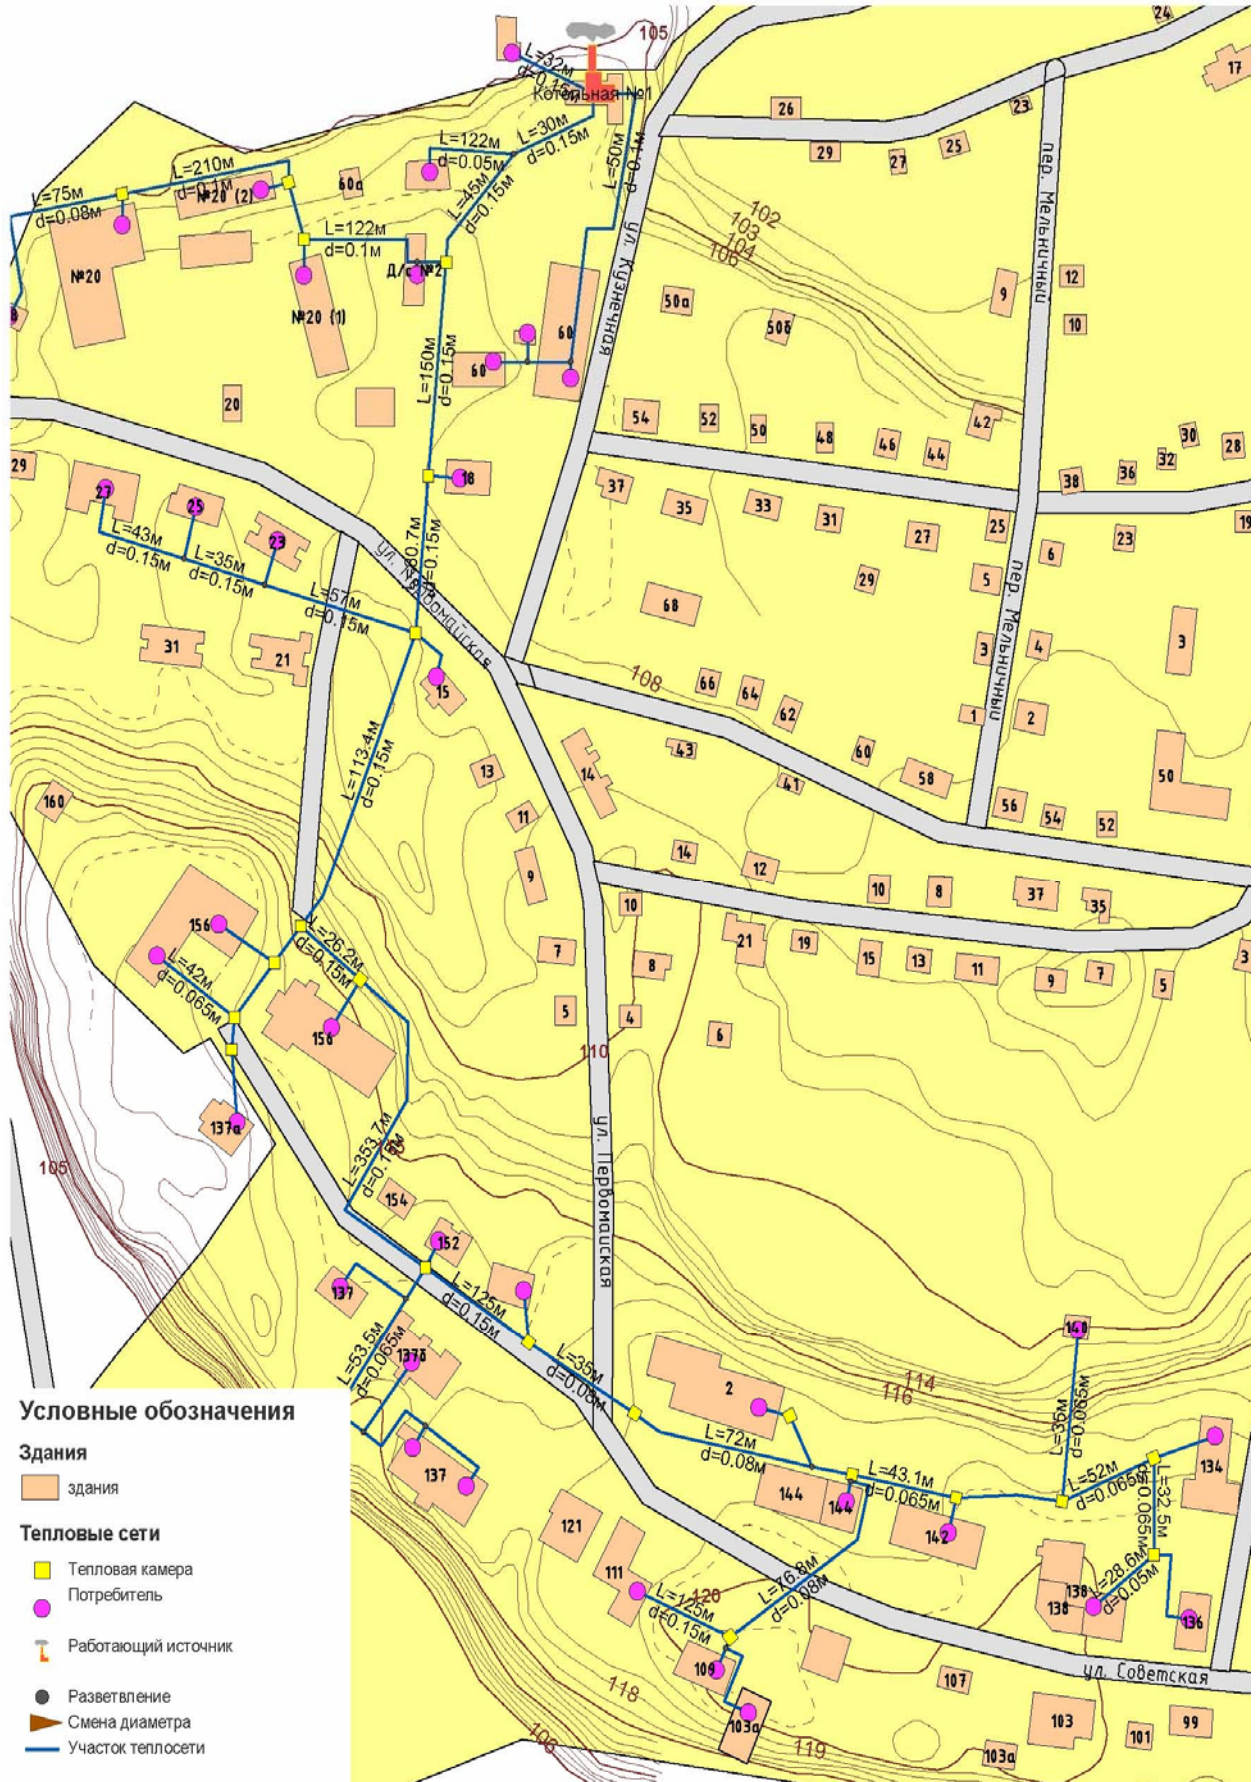 105
24
L=32м
d=0.15м
Котельная №1
17
26
23
29
27
25
пер. Мельничный
L=30м
d=0.15м
L=50м
d=0.1м
L=122м
d=0.05м
L=45м
d=0.15м
60а
L=210м
d=0.1м
№20 (2)
L=75м
d=0.08м
№20
L=122м
d=0.1м
Д/с №2
№20 (1)
ул. Кузнечная
102
103
104
106
50а
50б
9
12
10
60
60
L=150м
d=0.15м
20
54
52
50
48
46
44
42
30
32
28
36
38
29
27
25
23
18
37
35
33
31
27
25
23
19
29
5
6
L=43м
d=0.15м
L=35м
d=0.15м
L=57м
d=0.15м
d=0.15м
ул. Первомайская
68
пер. Мельничный
31
21
15
3
4
3
108
66
64
62
1
2
L=113.4м
d=0.15м
13
14
43
41
60
58
56
54
52
50
160
11
9
14
12
10
8
37
35
10
156
L=26.2м
d=0.15м
7
8
21
19
15
13
11
9
7
5
3
L=42м
d=0.065м
156
5
4
6
110
137а
105
L=353.7м
d=0.15м
ул. Первомайская
154
152
137
L=125м
d=0.15м
L=53.5м
d=0.065м
137б
L=35м
d=0.08м
140
114
116
2
L=35м
d=0.065м
L=72м
d=0.08м
L=43.1м
d=0.065м
L=52м
d=0.065м
134
L=32.5м
d=0.065м
137
144
144
142
121
111
L=76.8м
d=0.08м
L=125м
d=0.15м
120
138
138
L=28.6м
d=0.05м
136
109
103а
107
ул. Советская
118
119
106
103
103а
101
99
Условные обозначения
Здания
здания
Тепловые сети
Тепловая камера
Потребитель
Работающий источник
Разветвление
Смена диаметра
Участок теплосети